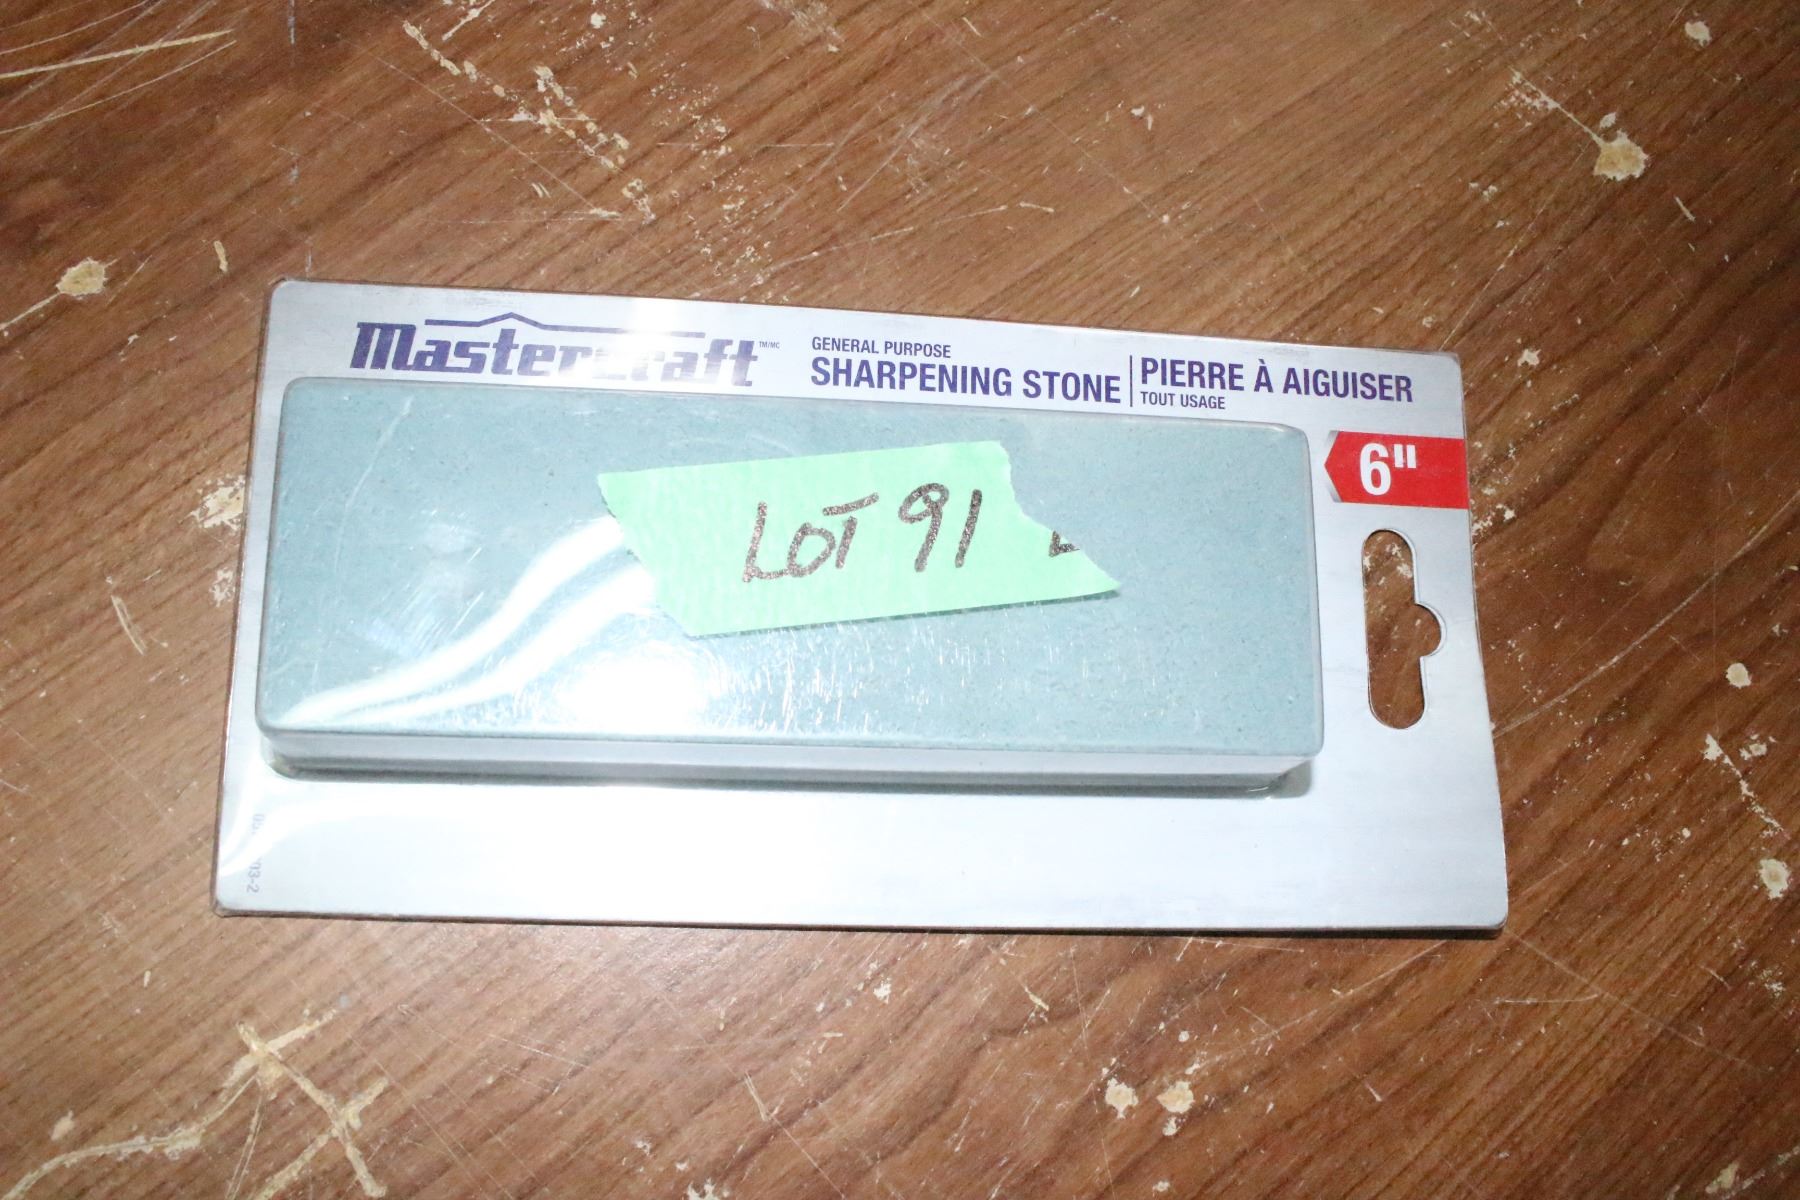 Mastercraft TM/MC
GENERAL PURPOSE
SHARPENING STONE
PIERRE À AIGUISER
TOUT USAGE
6"
LOT 91